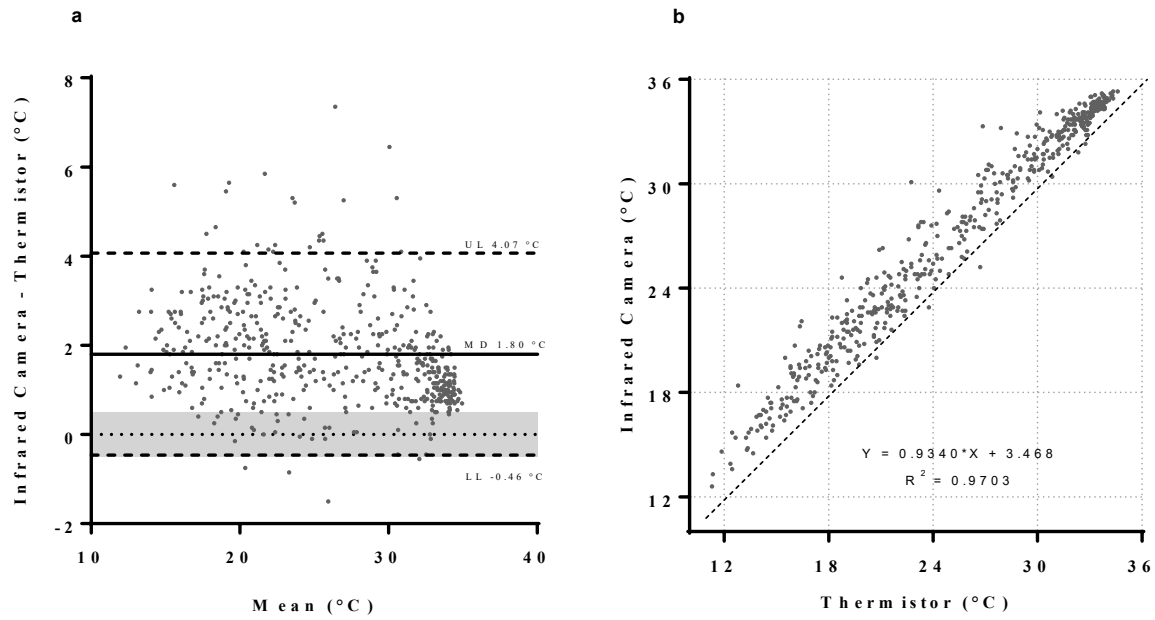 a
Infrared Camera - Thermistor (°C)
8
6
4
2
0
-2
UL 4.07 °C
MD 1.80 °C
LL -0.46 °C
10 20 30 40
Mean (°C)
b
Infrared Camera (°C)
36
30
24
18
12
Y = 0.9340*X + 3.468
R² = 0.9703
12 18 24 30 36
Thermistor (°C)